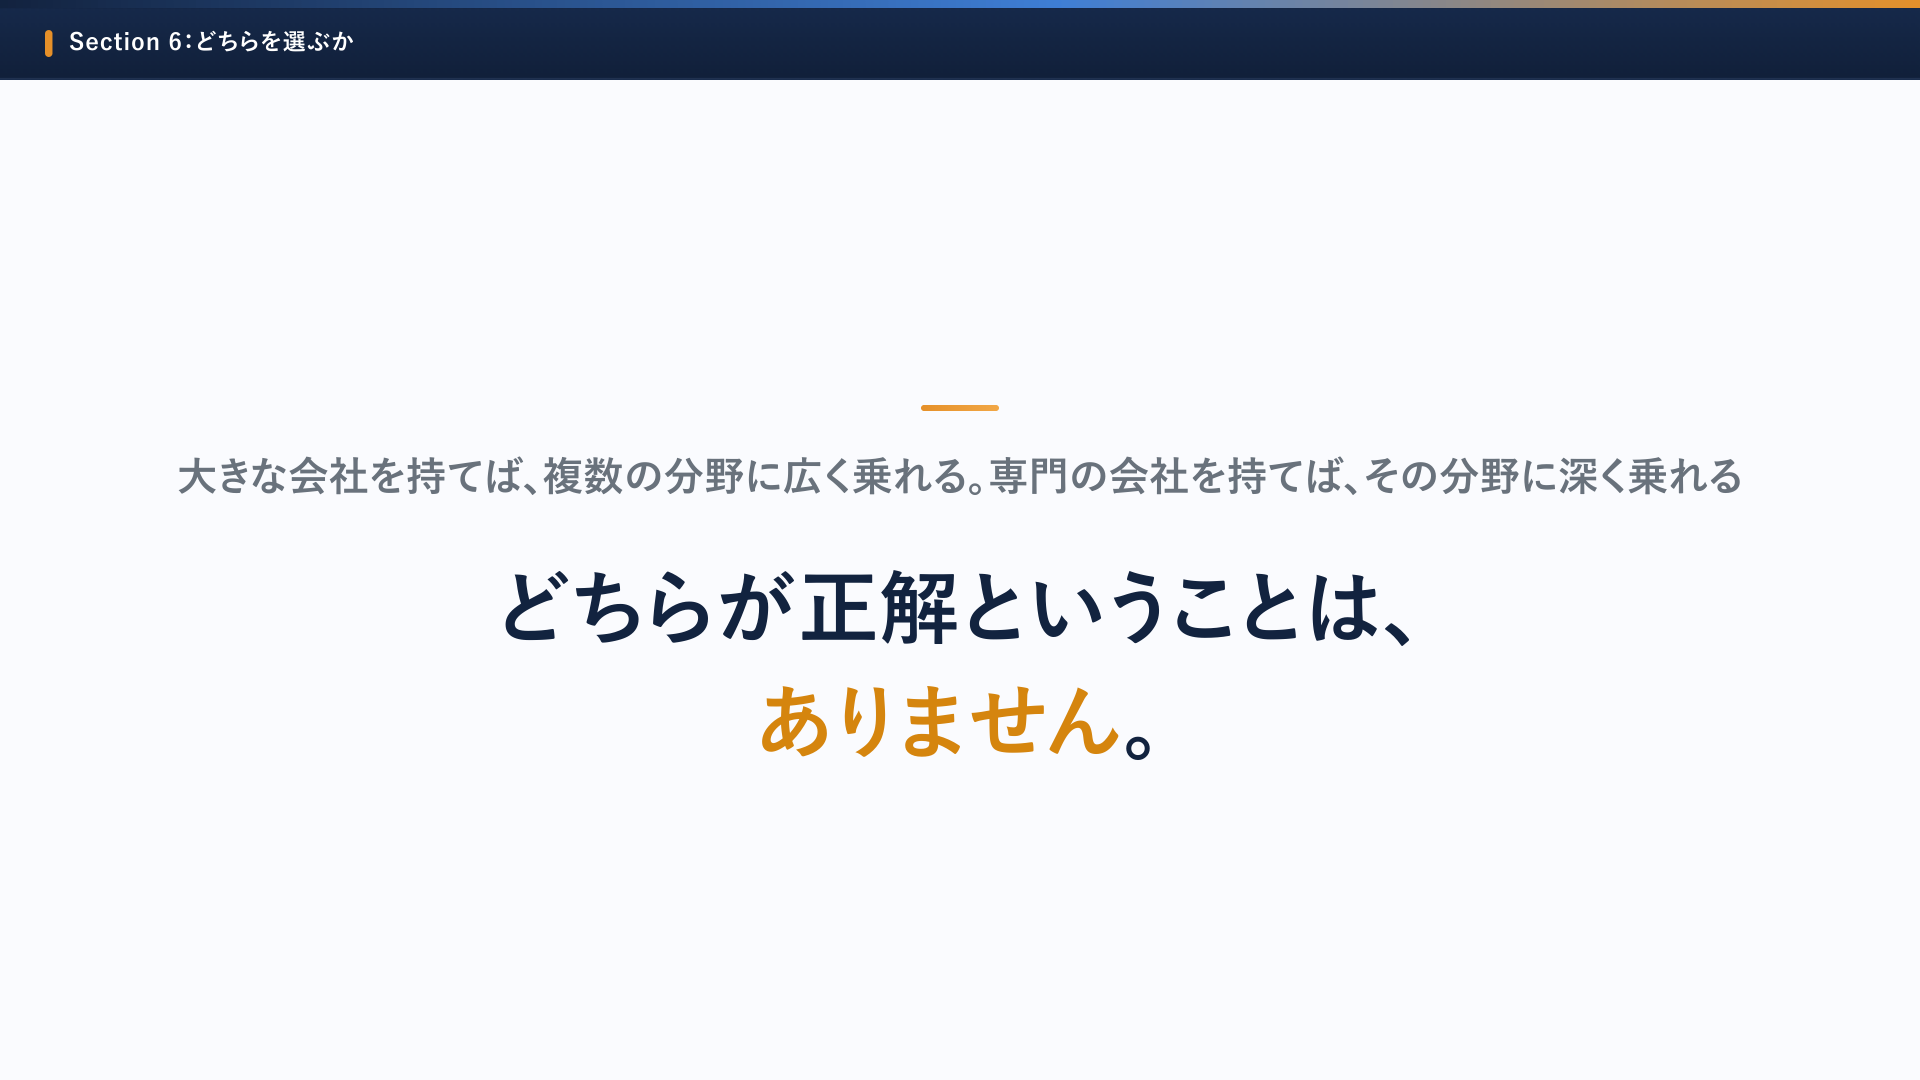 Section 6：どちらを選ぶか
大きな会社を持てば、複数の分野に広く乗れる。専門の会社を持てば、その分野に深く乗れる
どちらが正解ということは、
ありません。